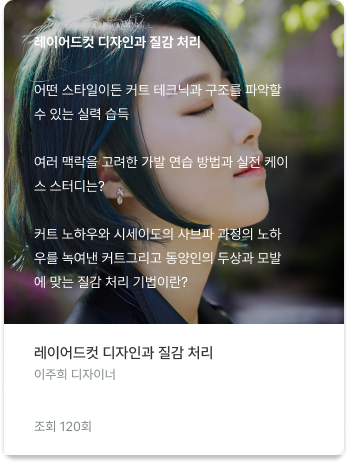 레이어드컷 디자인과 질감 처리
어떤 스타일이든 커트 테크닉과 구조를 파악할
수 있는 실력 습득
여러 맥락을 고려한 가발 연습 방법과 실전 케이
스 스터디는?
커트 노하우와 시세이도의 사브파 과정의 노하
우를 녹여낸 커트그리고 동양인의 두상과 모발
에 맞는 질감 처리 기법이란?
레이어드컷 디자인과 질감 처리
이주희 디자이너
조회 120회